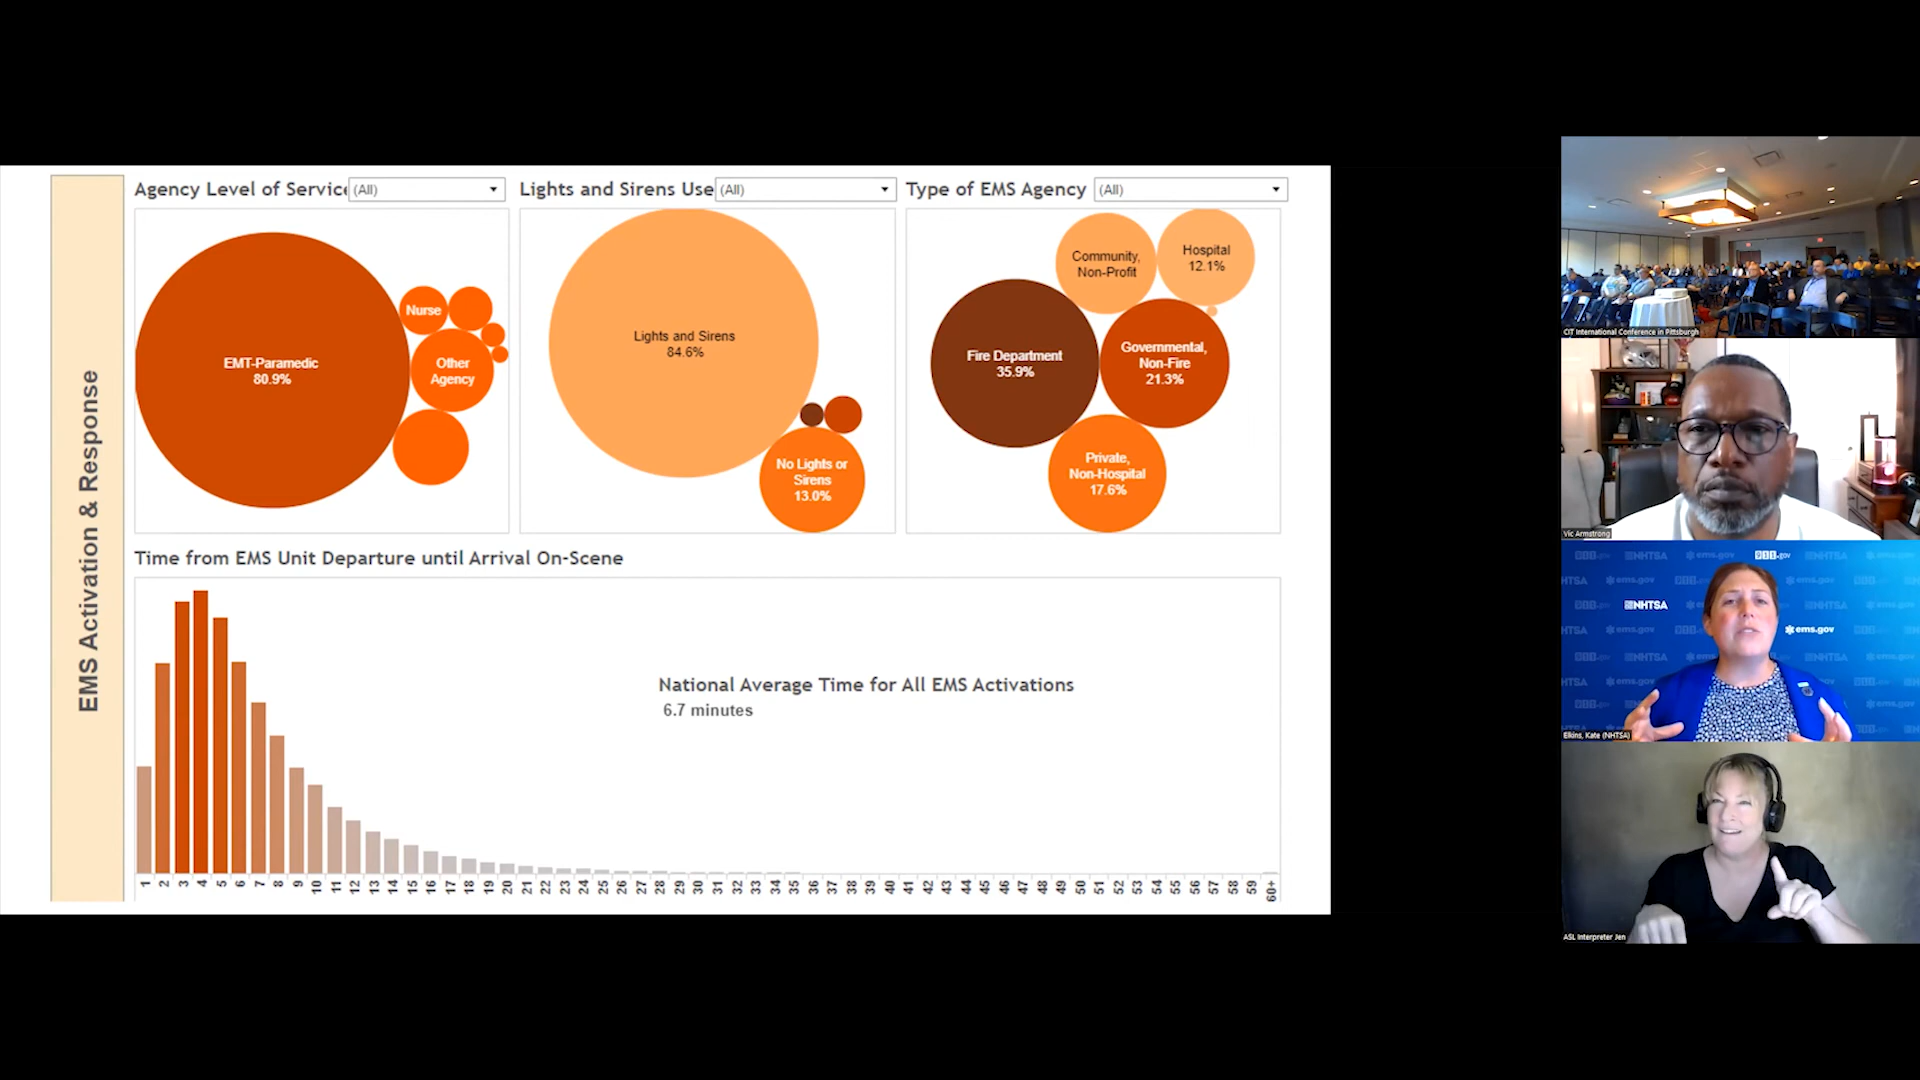 EMS Activation & Response
Agency Level of Service
(All)
Lights and Sirens Use
(All)
Type of EMS Agency
(All)
EMT-Paramedic
80.9%
Nurse
Other
Agency
Lights and Sirens
84.6%
No Lights or
Sirens
13.0%
Community,
Non-Profit
Hospital
12.1%
Fire Department
35.9%
Governmental,
Non-Fire
21.3%
Private,
Non-Hospital
17.6%
Time from EMS Unit Departure until Arrival On-Scene
National Average Time for All EMS Activations
6.7 minutes
1 2 3 4 5 6 7 8 9 10 11 12 13 14 15 16 17 18 19 20 21 22 23 24 25 26 27 28 29 30 31 32 33 34 35 36 37 38 39 40 41 42 43 44 45 46 47 48 49 50 51 52 53 54 55 56 57 58 59 60+
CIT International Conference in Pittsburgh
Vic Armstrong
911.gov
NHTSA
ems.gov
Elkins, Kate (NHTSA)
ASL Interpreter Jen